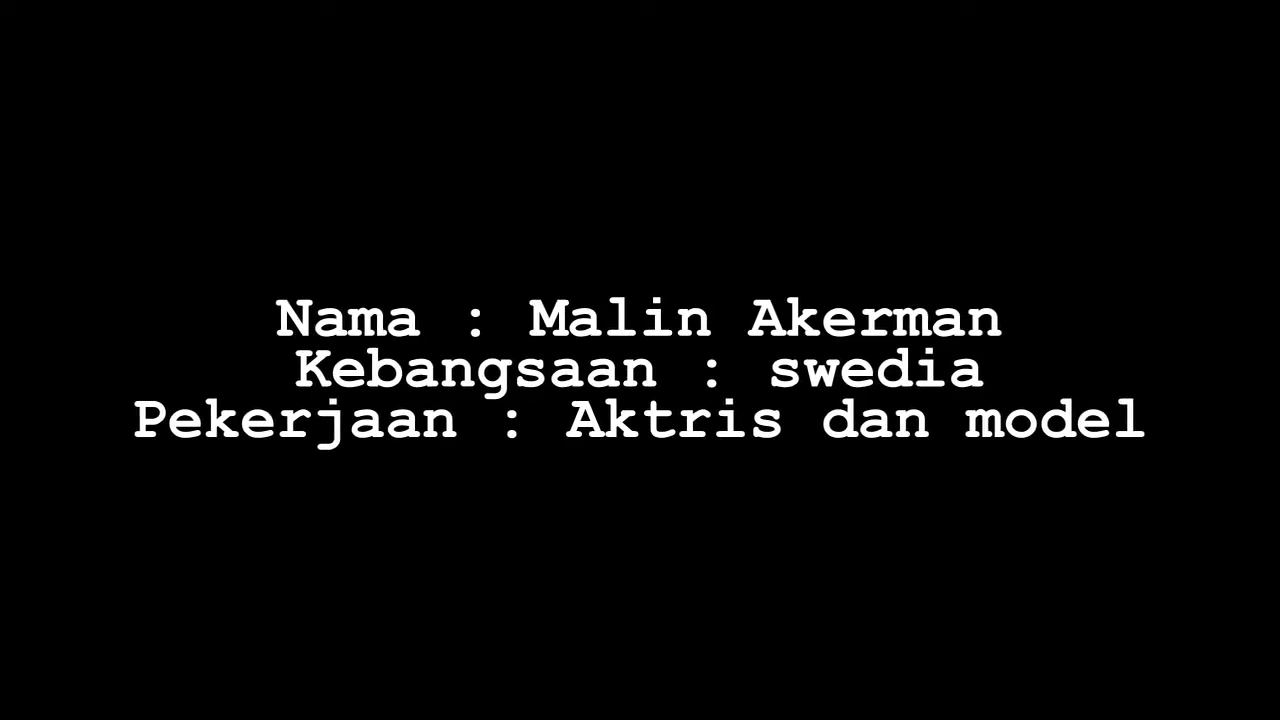 Nama : Malin Akerman
Kebangsaan : swedia
Pekerjaan : Aktris dan model